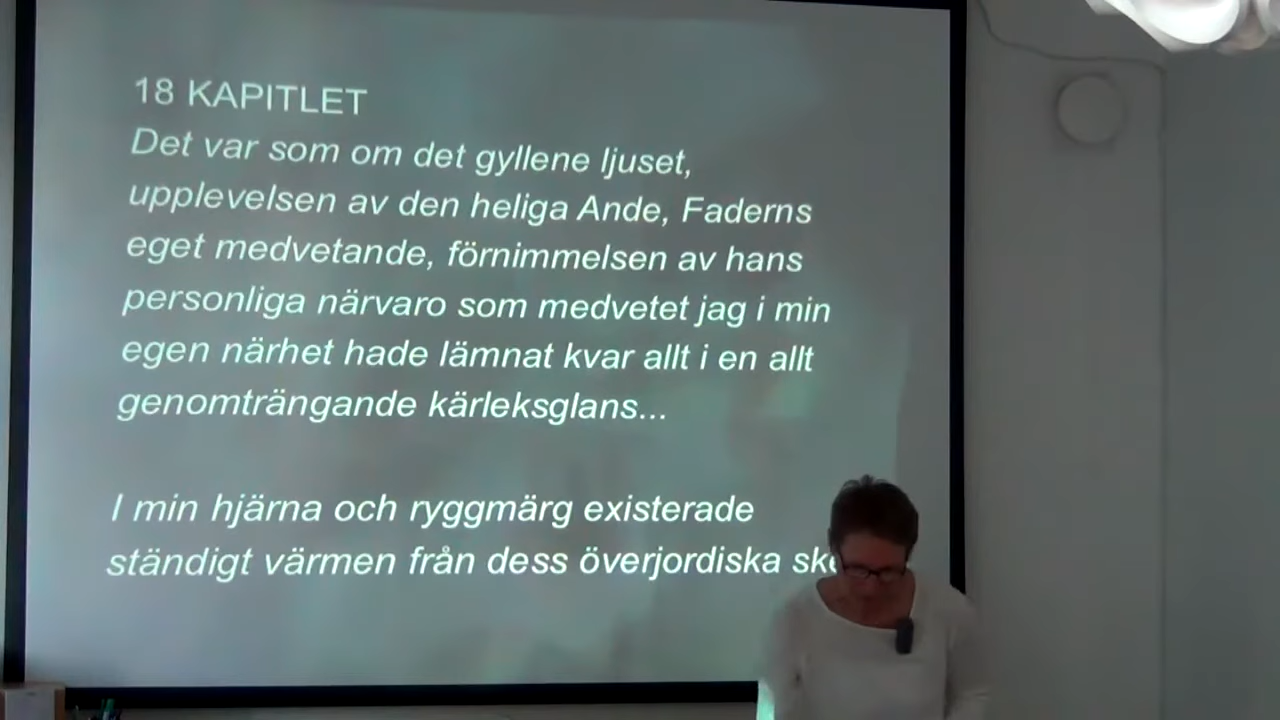 18 KAPITLET
Det var som om det gyllene ljuset,
upplevelsen av den heliga Ande, Faderns
eget medvetande, förnimmelsen av hans
personliga närvaro som medvetet jag i min
egen närhet hade lämnat kvar allt i en allt
genomträngande kärleksglans...
I min hjärna och ryggmärg existerade
ständigt värmen från dess överjordiska